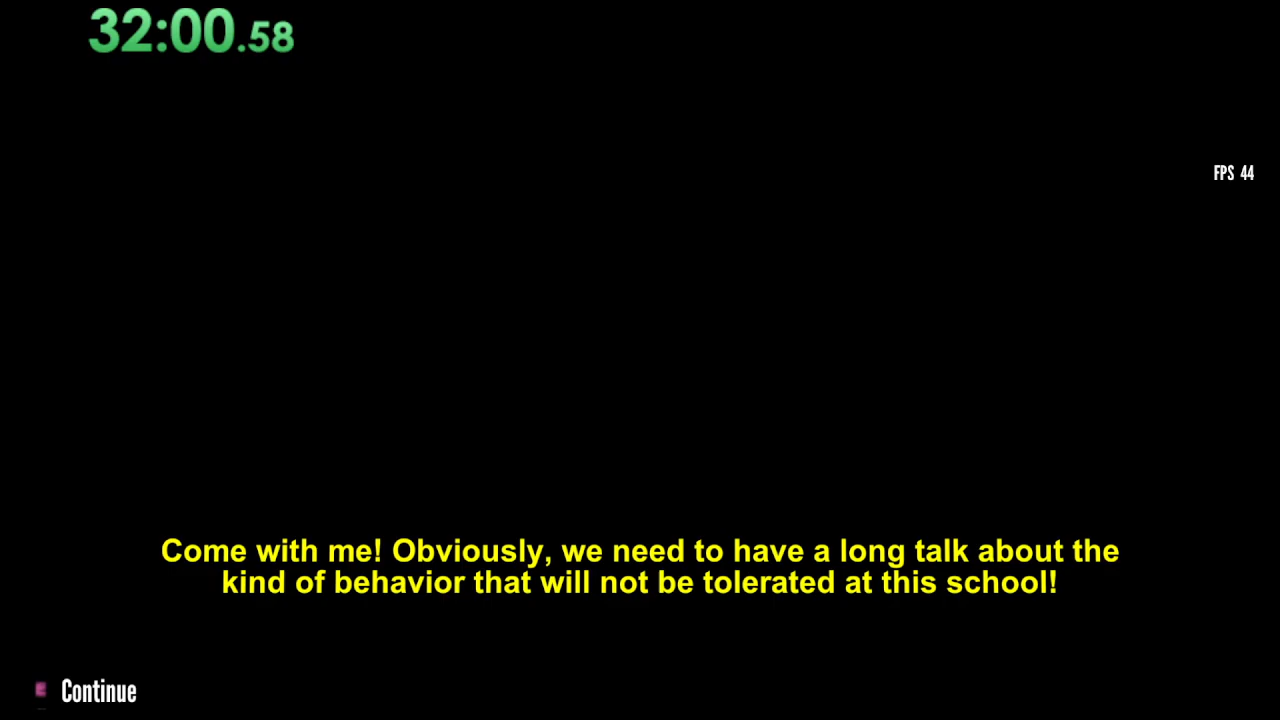 32:00.58
FPS 44
Come with me! Obviously, we need to have a long talk about the
kind of behavior that will not be tolerated at this school!
Continue